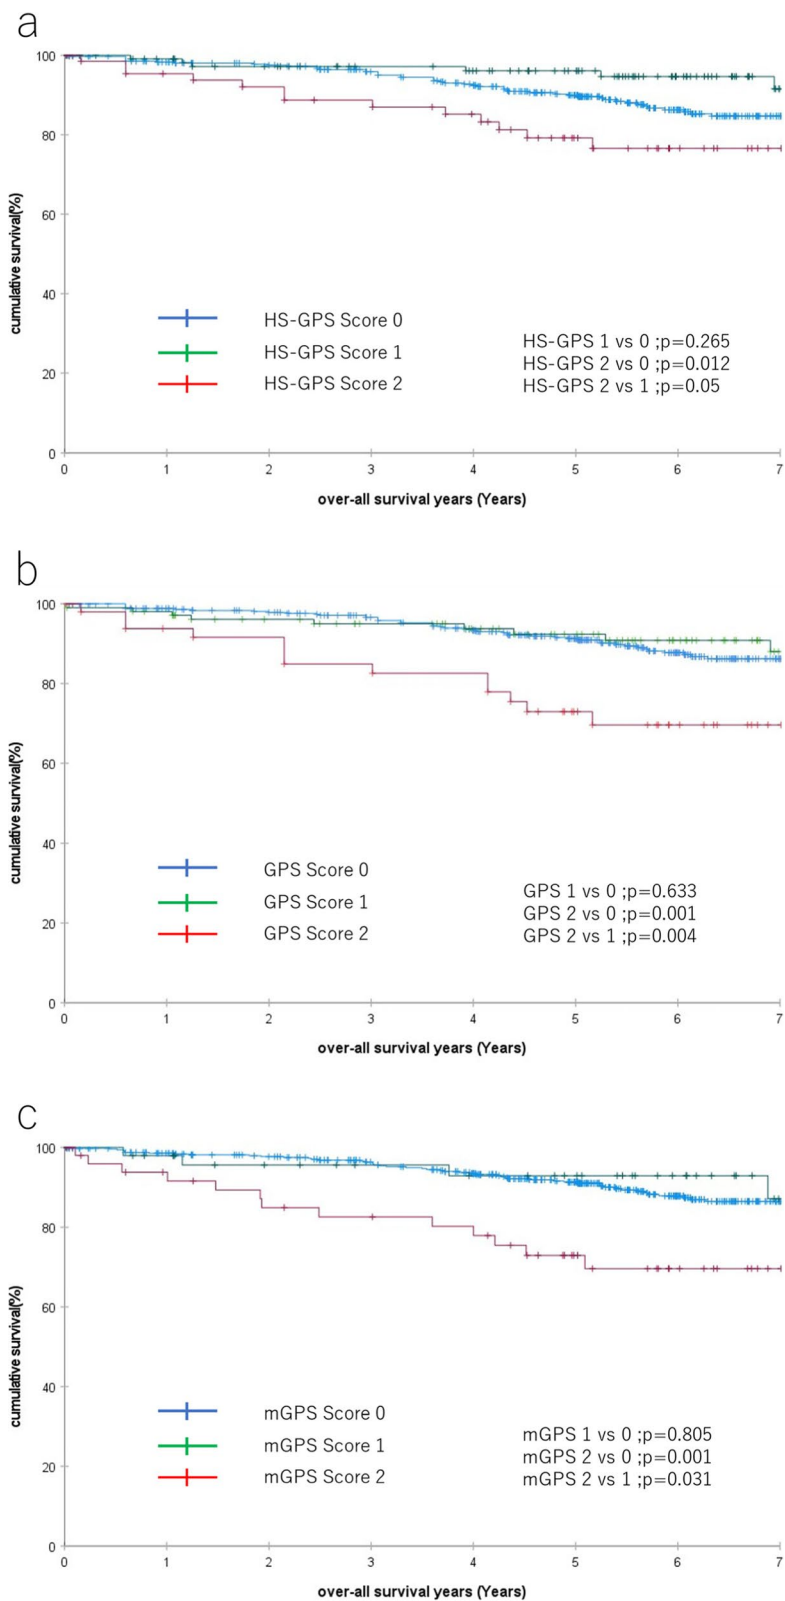 a
100
80
60
40
20
0
cumulative survival(%)
HS-GPS Score 0
HS-GPS Score 1
HS-GPS Score 2
HS-GPS 1 vs 0 ;p=0.265
HS-GPS 2 vs 0 ;p=0.012
HS-GPS 2 vs 1 ;p=0.05
0 1 2 3 4 5 6 7
over-all survival years (Years)
b
100
80
60
40
20
0
cumulative survival(%)
GPS Score 0
GPS Score 1
GPS Score 2
GPS 1 vs 0 ;p=0.633
GPS 2 vs 0 ;p=0.001
GPS 2 vs 1 ;p=0.004
0 1 2 3 4 5 6 7
over-all survival years (Years)
c
100
80
60
40
20
0
cumulative survival(%)
mGPS Score 0
mGPS Score 1
mGPS Score 2
mGPS 1 vs 0 ;p=0.805
mGPS 2 vs 0 ;p=0.001
mGPS 2 vs 1 ;p=0.031
0 1 2 3 4 5 6 7
over-all survival years (Years)